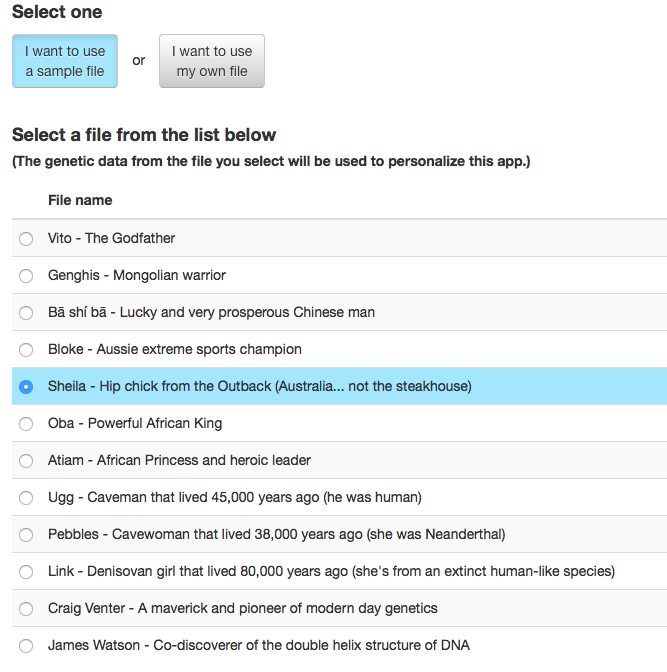 Select one
I want to use
a sample file
or
I want to use
my own file
Select a file from the list below
(The genetic data from the file you select will be used to personalize this app.)
File name
Vito - The Godfather
Genghis - Mongolian warrior
Bā shí bā - Lucky and very prosperous Chinese man
Bloke - Aussie extreme sports champion
Sheila - Hip chick from the Outback (Australia... not the steakhouse)
Oba - Powerful African King
Atiam - African Princess and heroic leader
Ugg - Caveman that lived 45,000 years ago (he was human)
Pebbles - Cavewoman that lived 38,000 years ago (she was Neanderthal)
Link - Denisovan girl that lived 80,000 years ago (she's from an extinct human-like species)
Craig Venter - A maverick and pioneer of modern day genetics
James Watson - Co-discoverer of the double helix structure of DNA